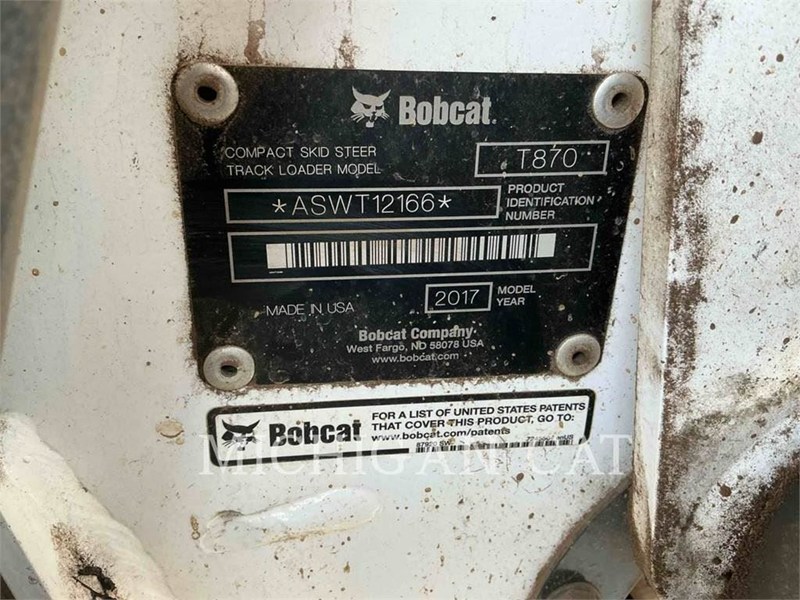 Bobcat.
COMPACT SKID STEER
TRACK LOADER MODEL
T870
*ASWT12166*
PRODUCT
IDENTIFICATION
NUMBER
MADE IN USA
2017
MODEL
YEAR
Bobcat Company
West Fargo, ND 58078 USA
www.bobcat.com
Bobcat
FOR A LIST OF UNITED STATES PATENTS
THAT COVER THIS PRODUCT, GO TO:
www.bobcat.com/patents
MICHIGAN CAT